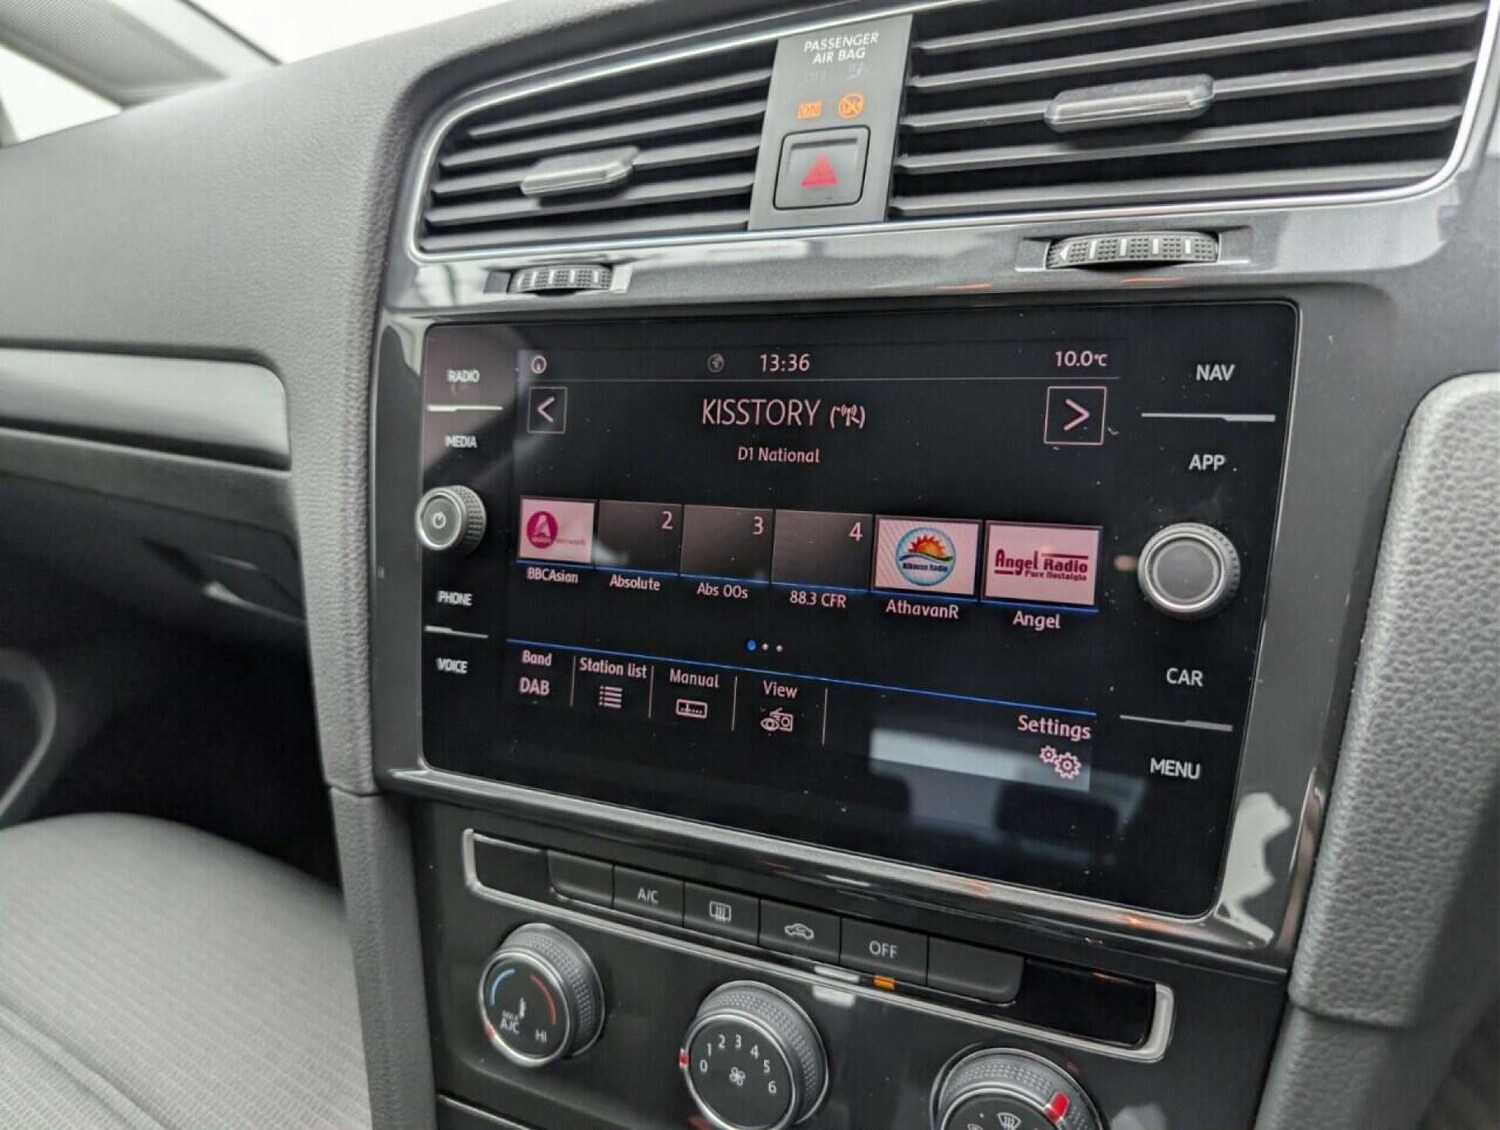 PASSENGER
AIR BAG
ON
RADIO
MEDIA
PHONE
VOICE
13:36
10.0°C
<
KISSTORY
>
D1 National
2
3
4
Angel Radio
Pure Nostalgia
BBCAsian
Absolute
Abs 00s
88.3 CFR
AthavanR
Angel
Band
DAB
Station list
Manual
View
Settings
NAV
APP
CAR
MENU
A/C
OFF
MAX
A/C
HI
0 1 2 3 4 5 6